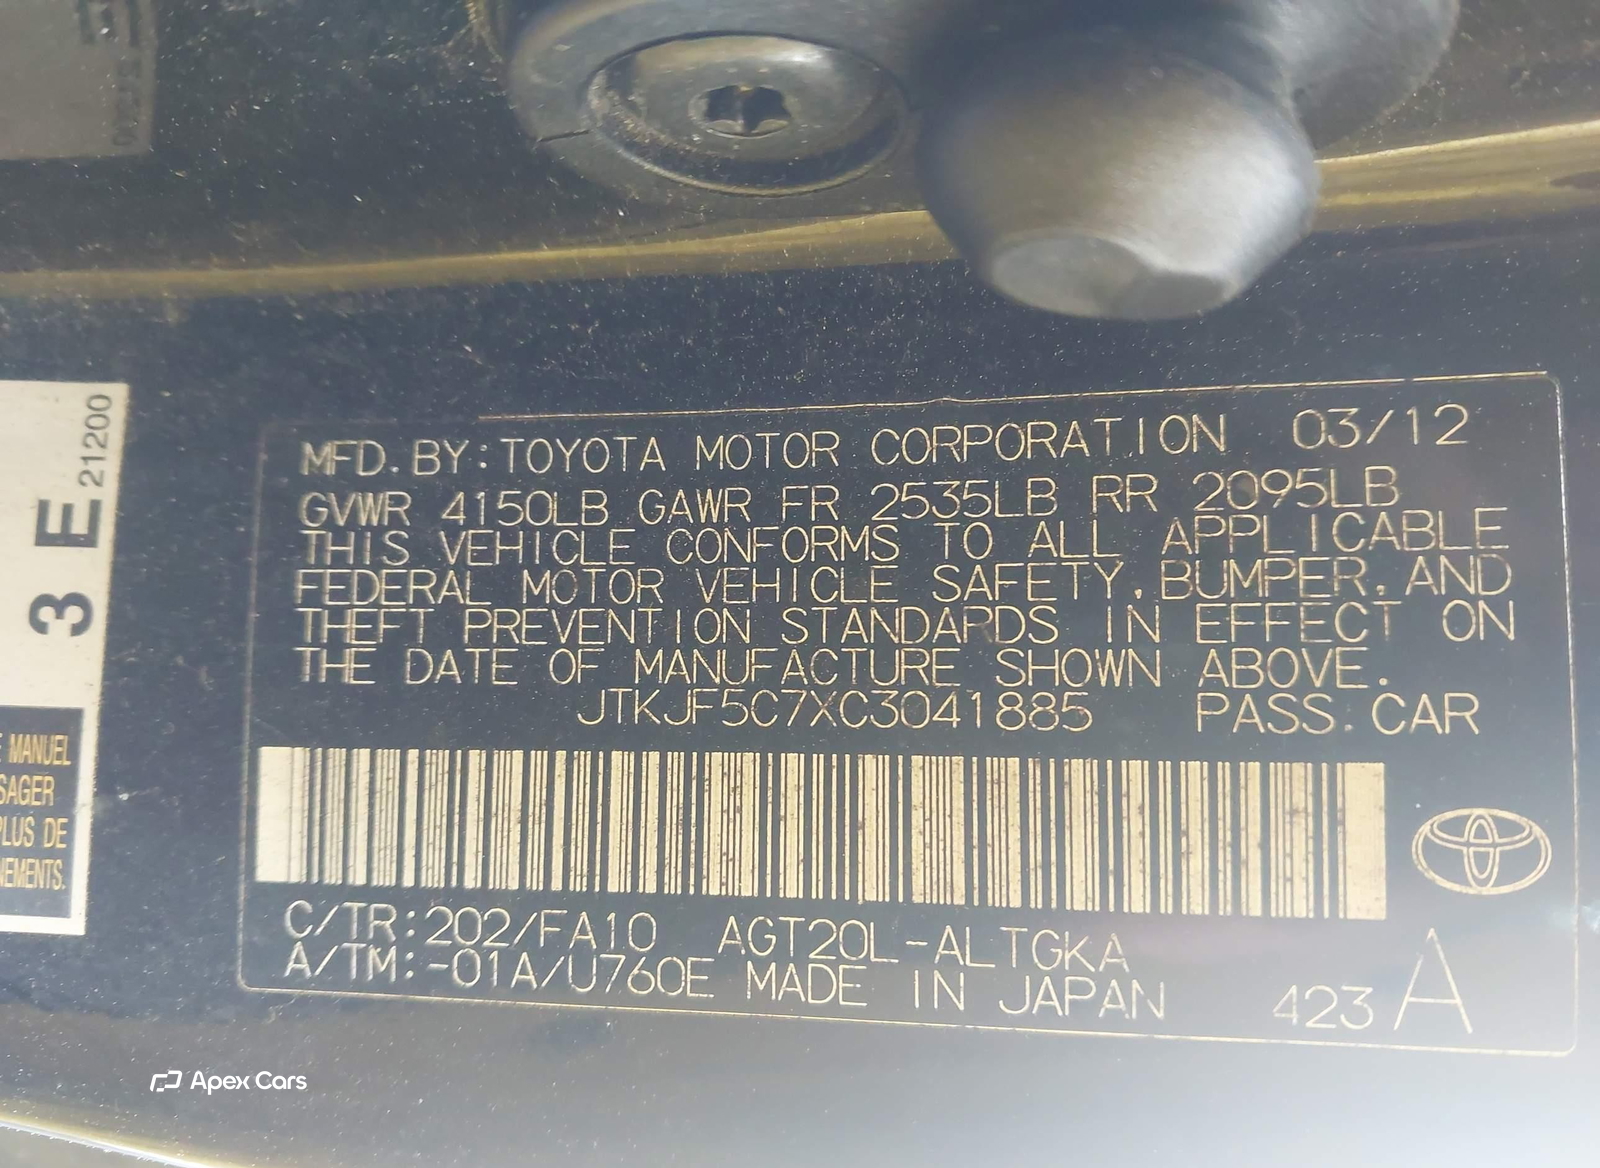 MFD. BY: TOYOTA MOTOR CORPORATION 03/12
GVWR 4150LB GAWR FR 2535LB RR 2095LB
THIS VEHICLE CONFORMS TO ALL APPLICABLE
FEDERAL MOTOR VEHICLE SAFETY, BUMPER, AND
THEFT PREVENTION STANDARDS IN EFFECT ON
THE DATE OF MANUFACTURE SHOWN ABOVE.
JTKJF5C7XC3041885 PASS. CAR
C/TR: 202/FA10 AGT20L-ALTGKA
A/TM: -01A/U760E MADE IN JAPAN 423 A
3 E 21200
MANUEL
PLUS DE
Apex Cars